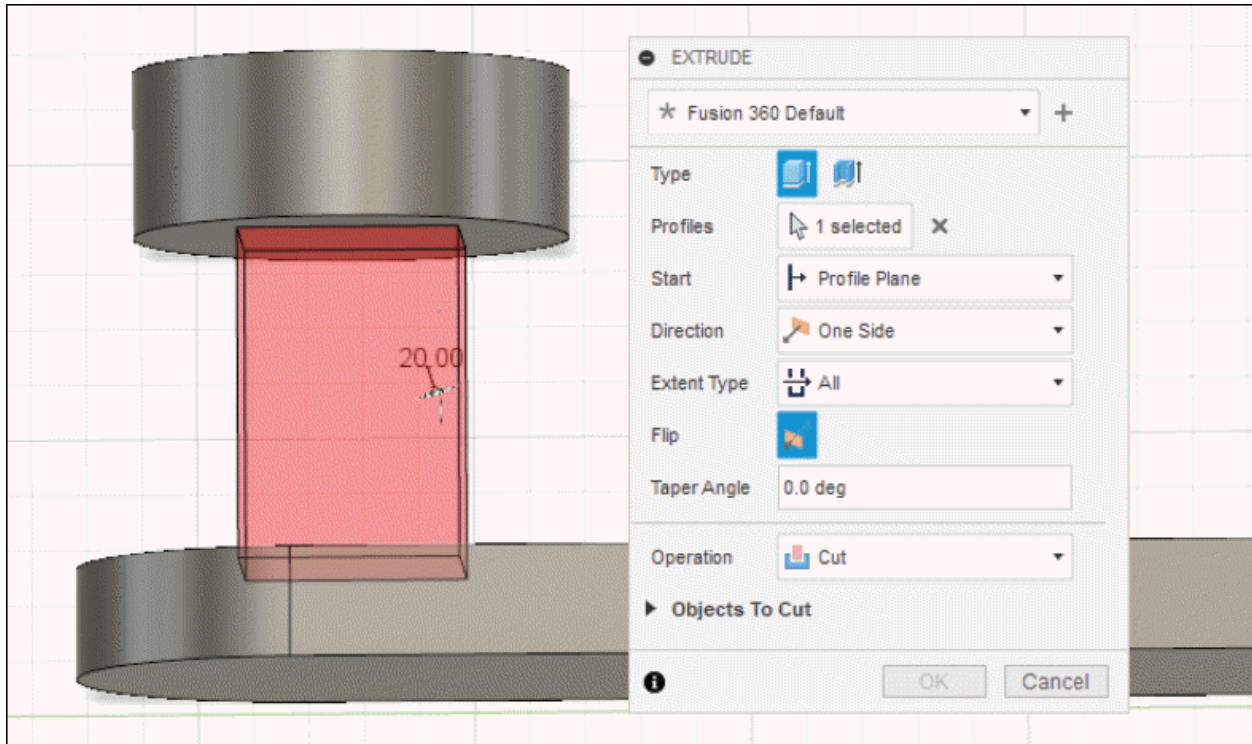 EXTRUDE
Fusion 360 Default
Type
Profiles 1 selected
Start Profile Plane
Direction One Side
20.00
Extent Type All
Flip
Taper Angle 0.0 deg
Operation Cut
Objects To Cut
OK Cancel